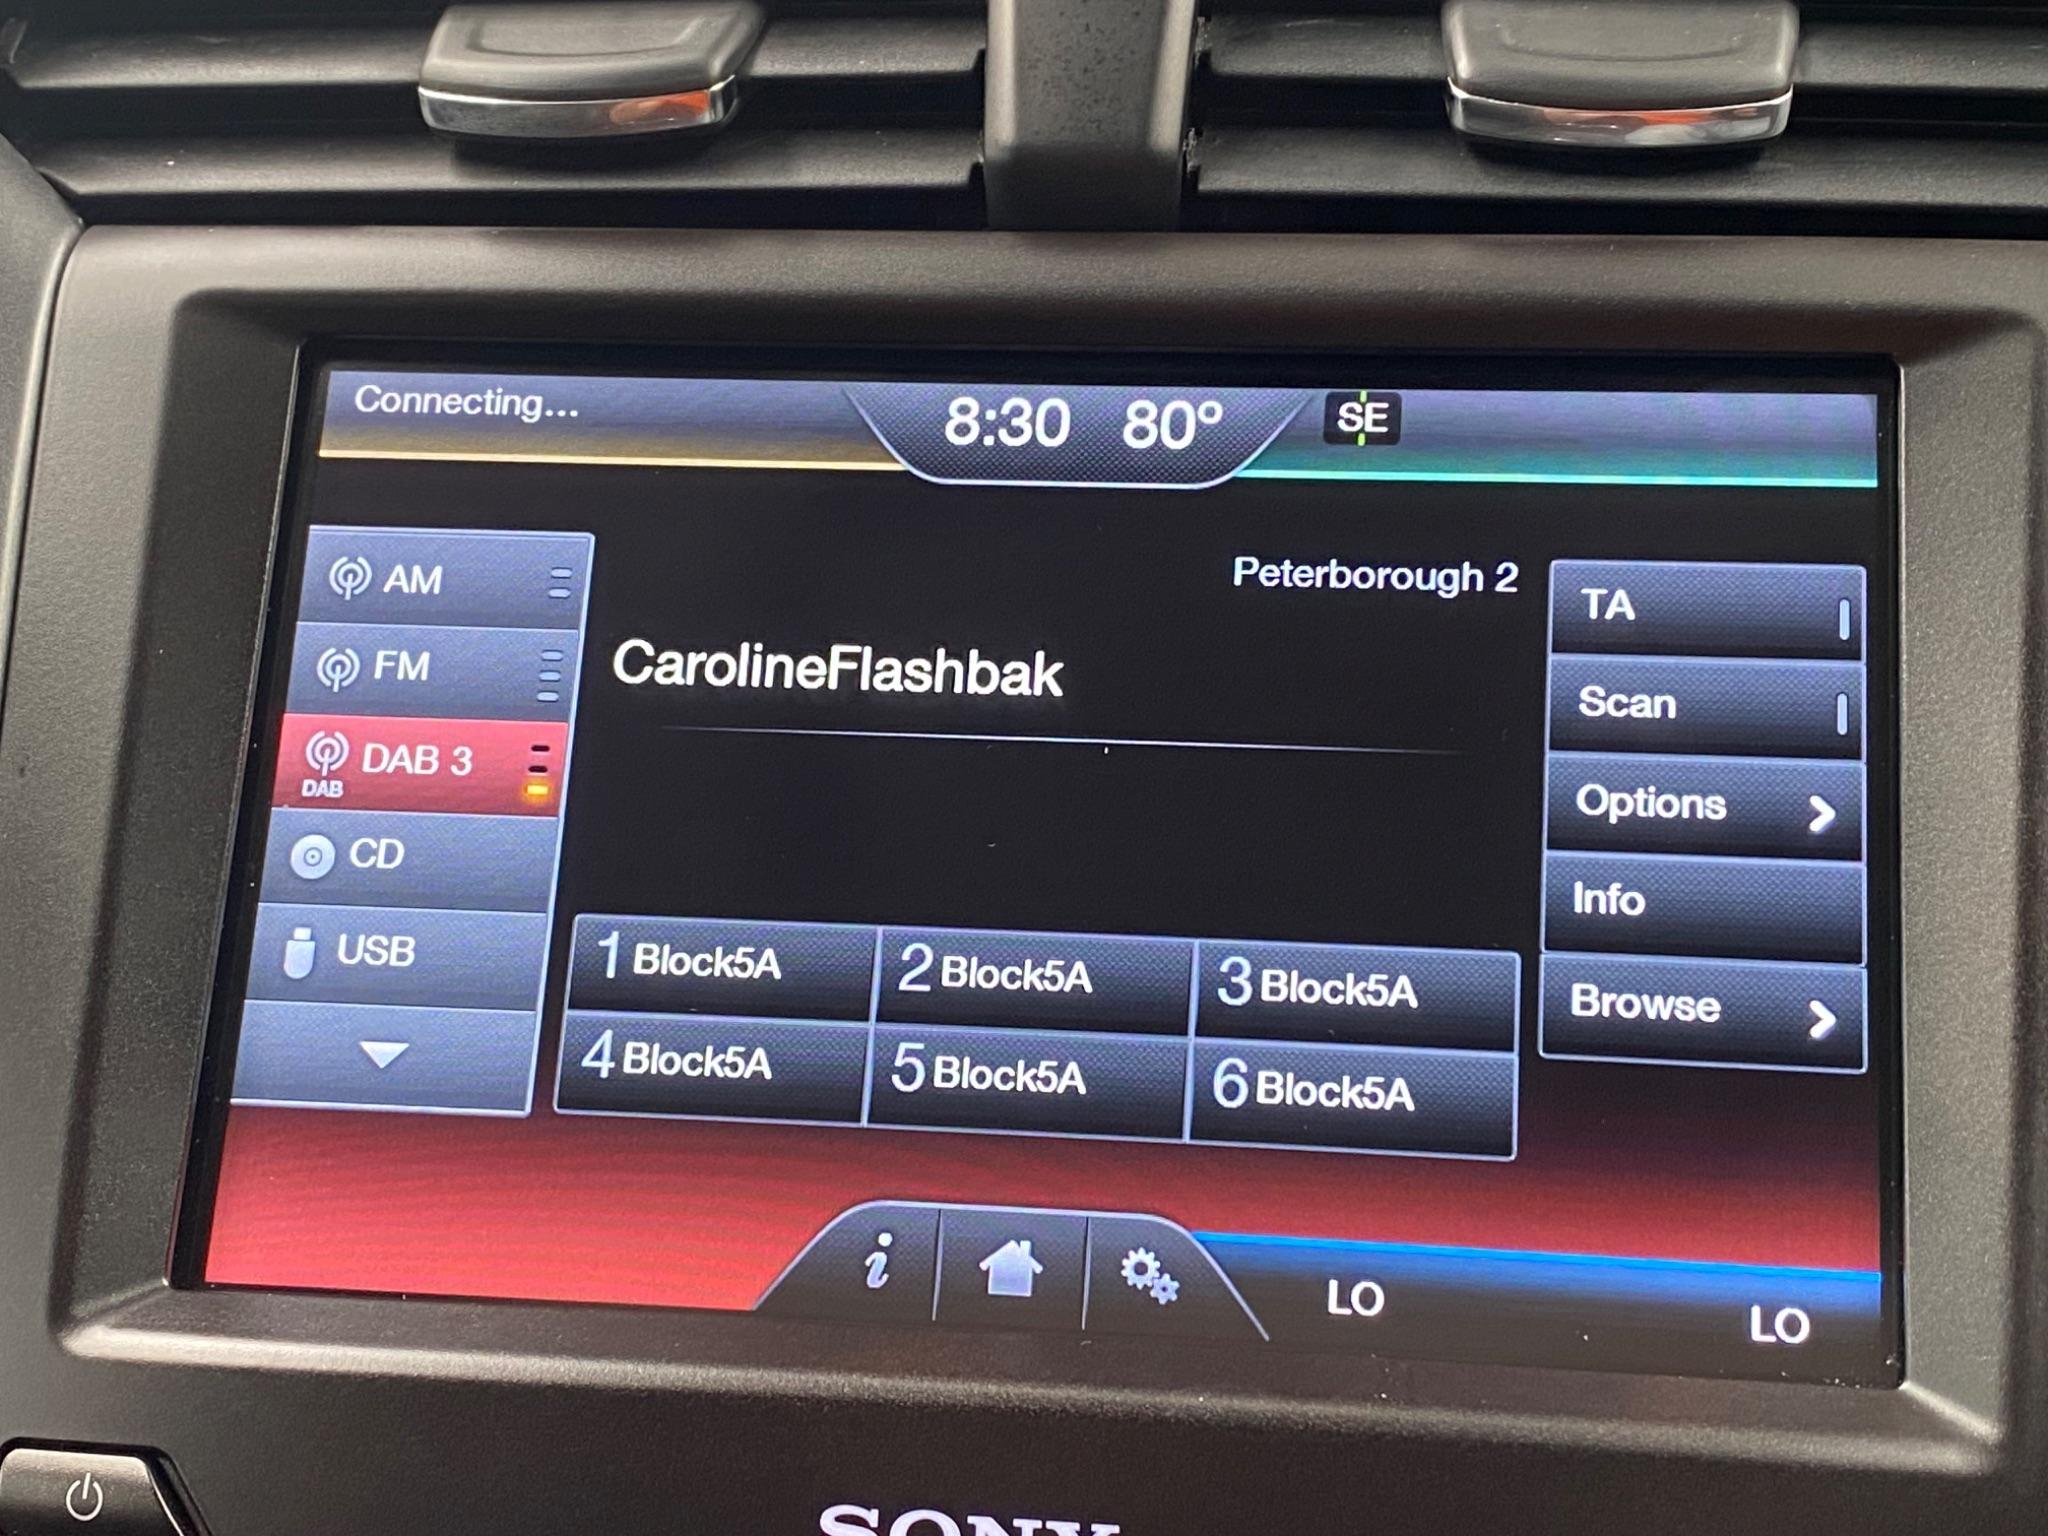 Connecting...
8:30 80°
SE
AM
FM
DAB 3
DAB
CD
USB
Peterborough 2
CarolineFlashbak
TA
Scan
Options
Info
Browse
1 Block5A
2 Block5A
3 Block5A
4 Block5A
5 Block5A
6 Block5A
i
LO
LO
SONY